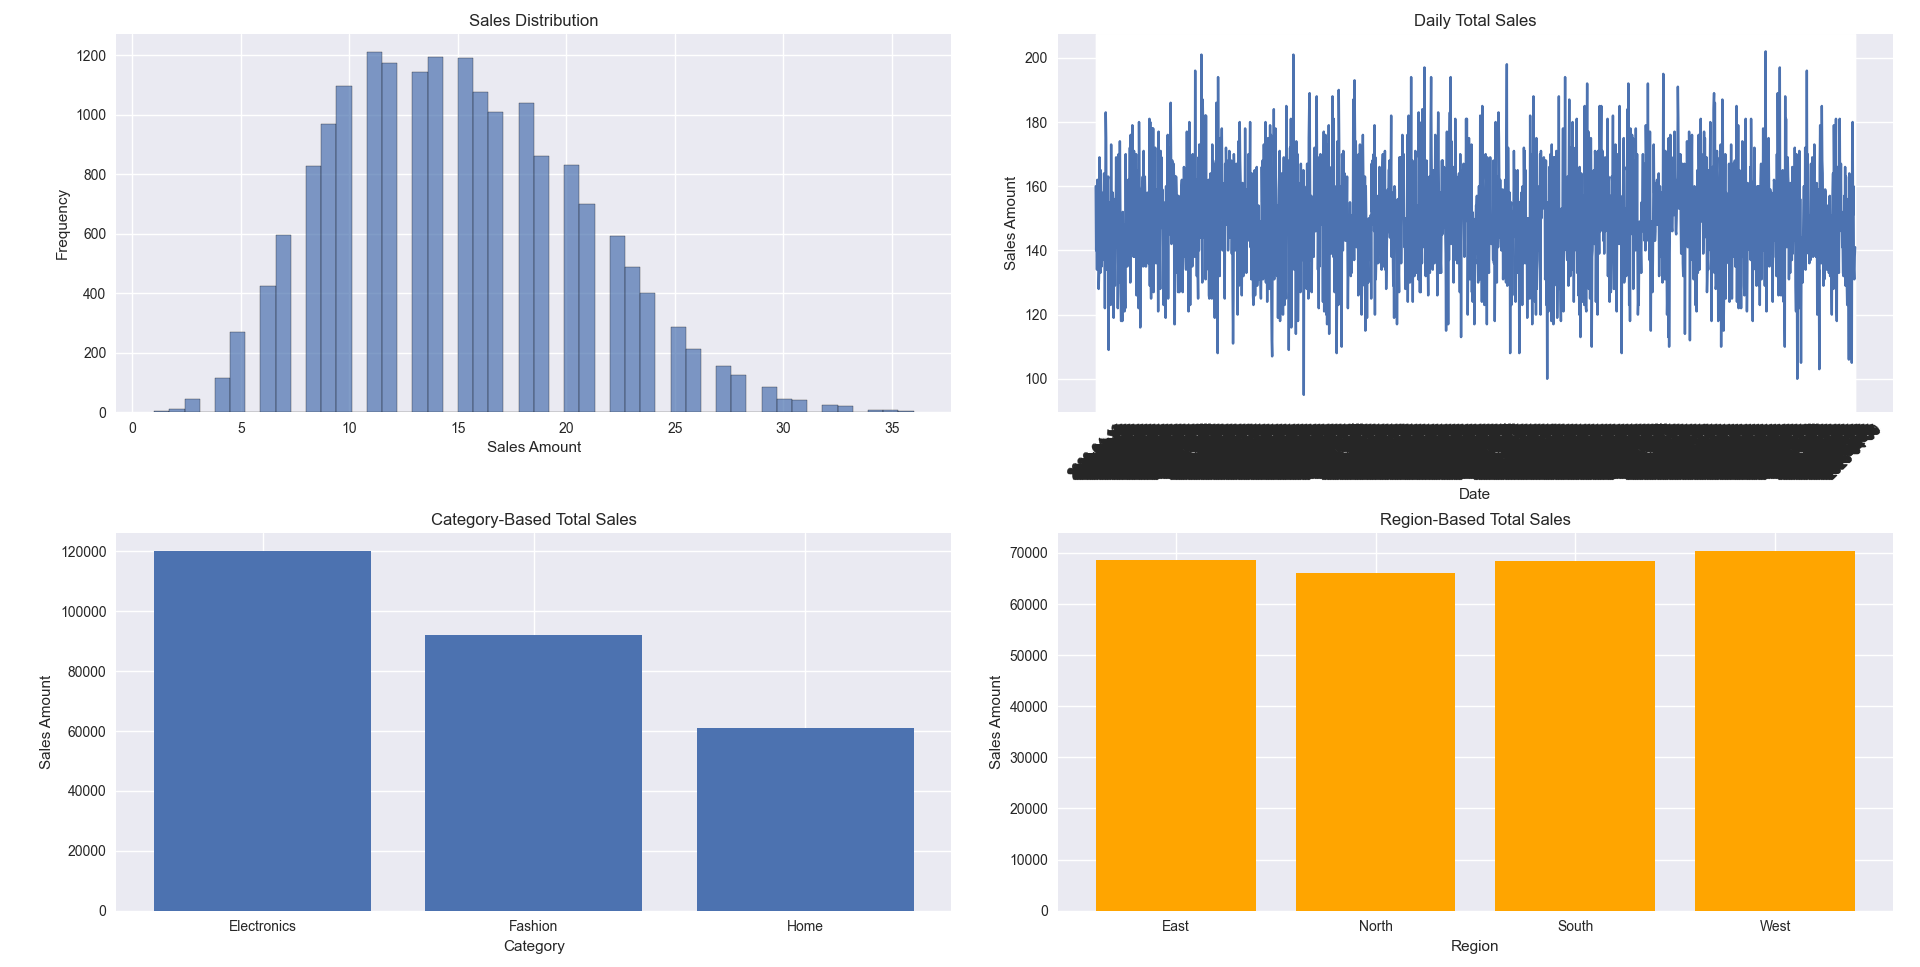 Sales Distribution
1200
1000
800
600
400
200
0
Frequency
0 5 10 15 20 25 30 35
Sales Amount
Daily Total Sales
200
180
160
140
120
100
Sales Amount
Date
Category-Based Total Sales
120000
100000
80000
60000
40000
20000
0
Sales Amount
Electronics Fashion Home
Category
Region-Based Total Sales
70000
60000
50000
40000
30000
20000
10000
0
Sales Amount
East North South West
Region